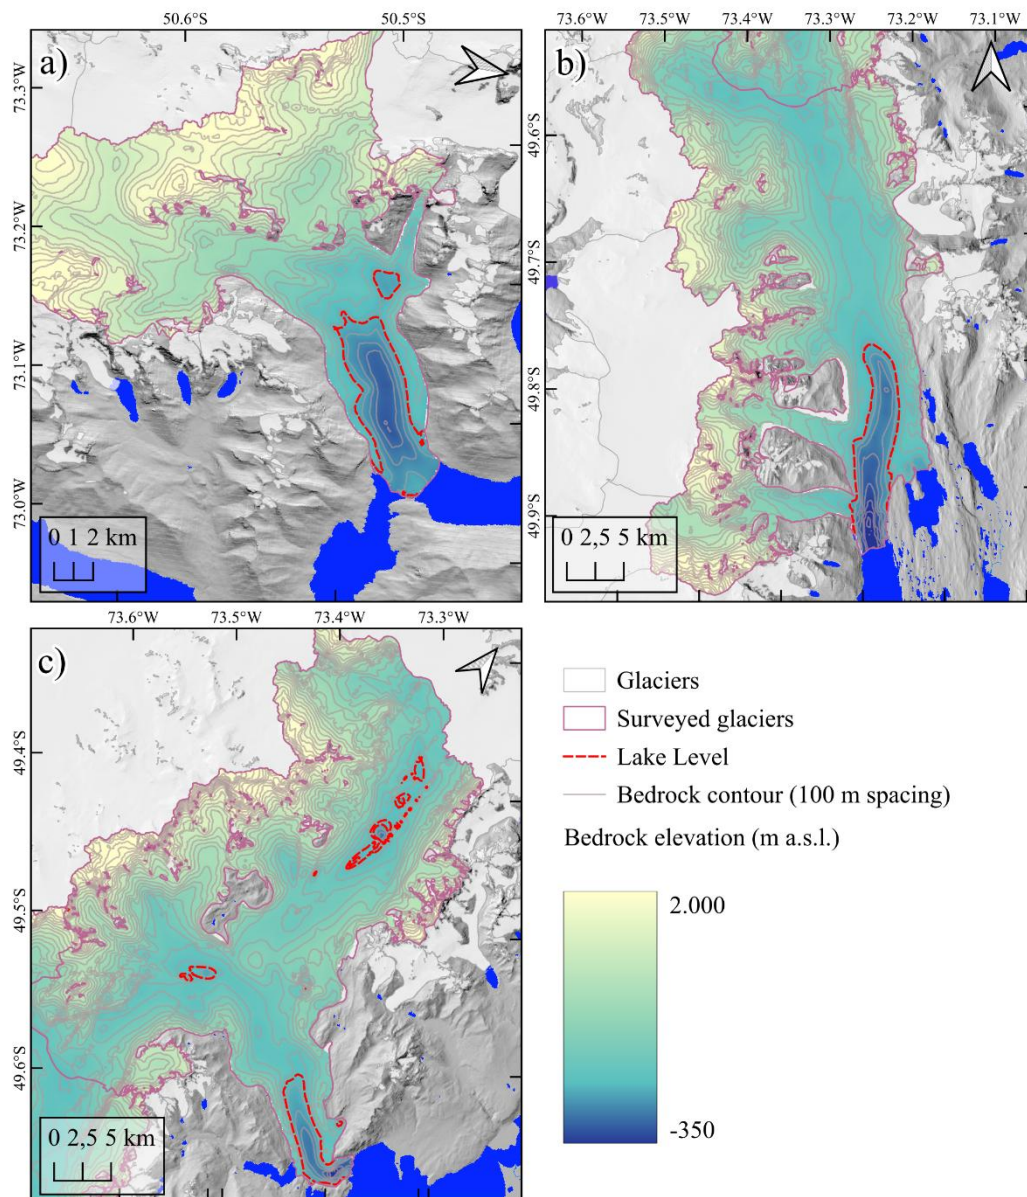 50.6°S 50.5°S
73.3°W
73.2°W
73.1°W
73.0°W
a)
0 1 2 km
73.6°W 73.5°W 73.4°W 73.3°W 73.2°W 73.1°W
49.6°S
49.7°S
49.8°S
49.9°S
b)
0 2,5 5 km
73.6°W 73.5°W 73.4°W 73.3°W
49.4°S
49.5°S
49.6°S
c)
0 2,5 5 km
Glaciers
Surveyed glaciers
Lake Level
Bedrock contour (100 m spacing)
Bedrock elevation (m a.s.l.)
2.000
-350